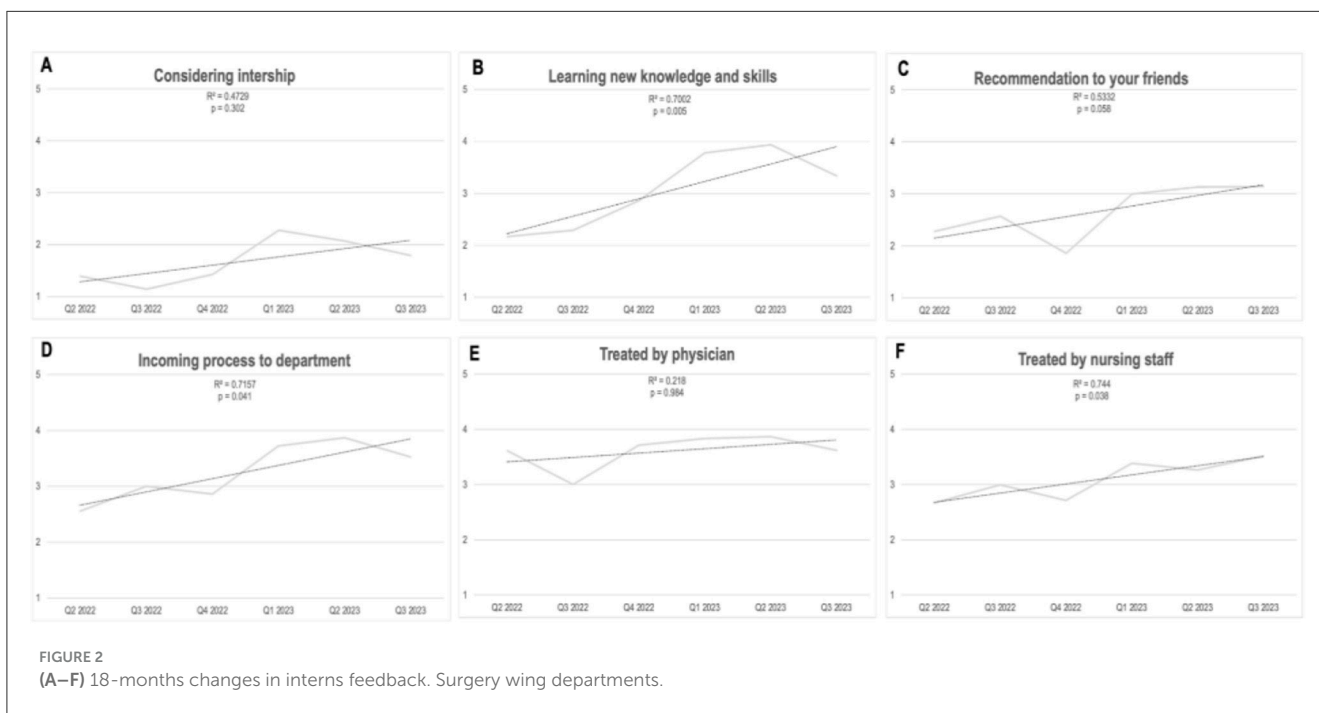 A
Considering intership
R² = 0.4729
p = 0.302
5
4
3
2
1
Q2 2022 Q3 2022 Q4 2022 Q1 2023 Q2 2023 Q3 2023
B
Learning new knowledge and skills
R² = 0.7002
p = 0.005
5
4
3
2
1
Q2 2022 Q3 2022 Q4 2022 Q1 2023 Q2 2023 Q3 2023
C
Recommendation to your friends
R² = 0.5332
p = 0.058
5
4
3
2
1
Q2 2022 Q3 2022 Q4 2022 Q1 2023 Q2 2023 Q3 2023
D
Incoming process to department
R² = 0.7157
p = 0.041
5
4
3
2
1
Q2 2022 Q3 2022 Q4 2022 Q1 2023 Q2 2023 Q3 2023
E
Treated by physician
R² = 0.218
p = 0.984
5
4
3
2
1
Q2 2022 Q3 2022 Q4 2022 Q1 2023 Q2 2023 Q3 2023
F
Treated by nursing staff
R² = 0.744
p = 0.038
5
4
3
2
1
Q2 2022 Q3 2022 Q4 2022 Q1 2023 Q2 2023 Q3 2023
FIGURE 2
(A–F) 18-months changes in interns feedback. Surgery wing departments.